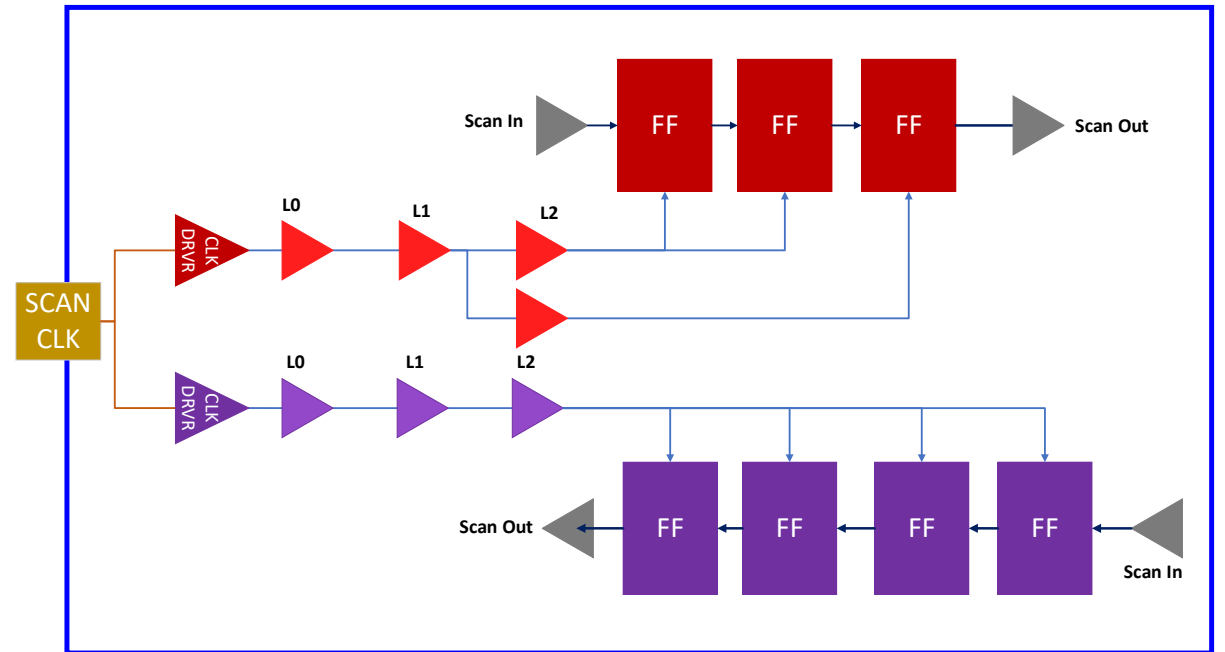 Scan In
FF
FF
FF
Scan Out
L0
L1
L2
CLK
DRVR
SCAN
CLK
L0
L1
L2
CLK
DRVR
Scan Out
FF
FF
FF
FF
Scan In